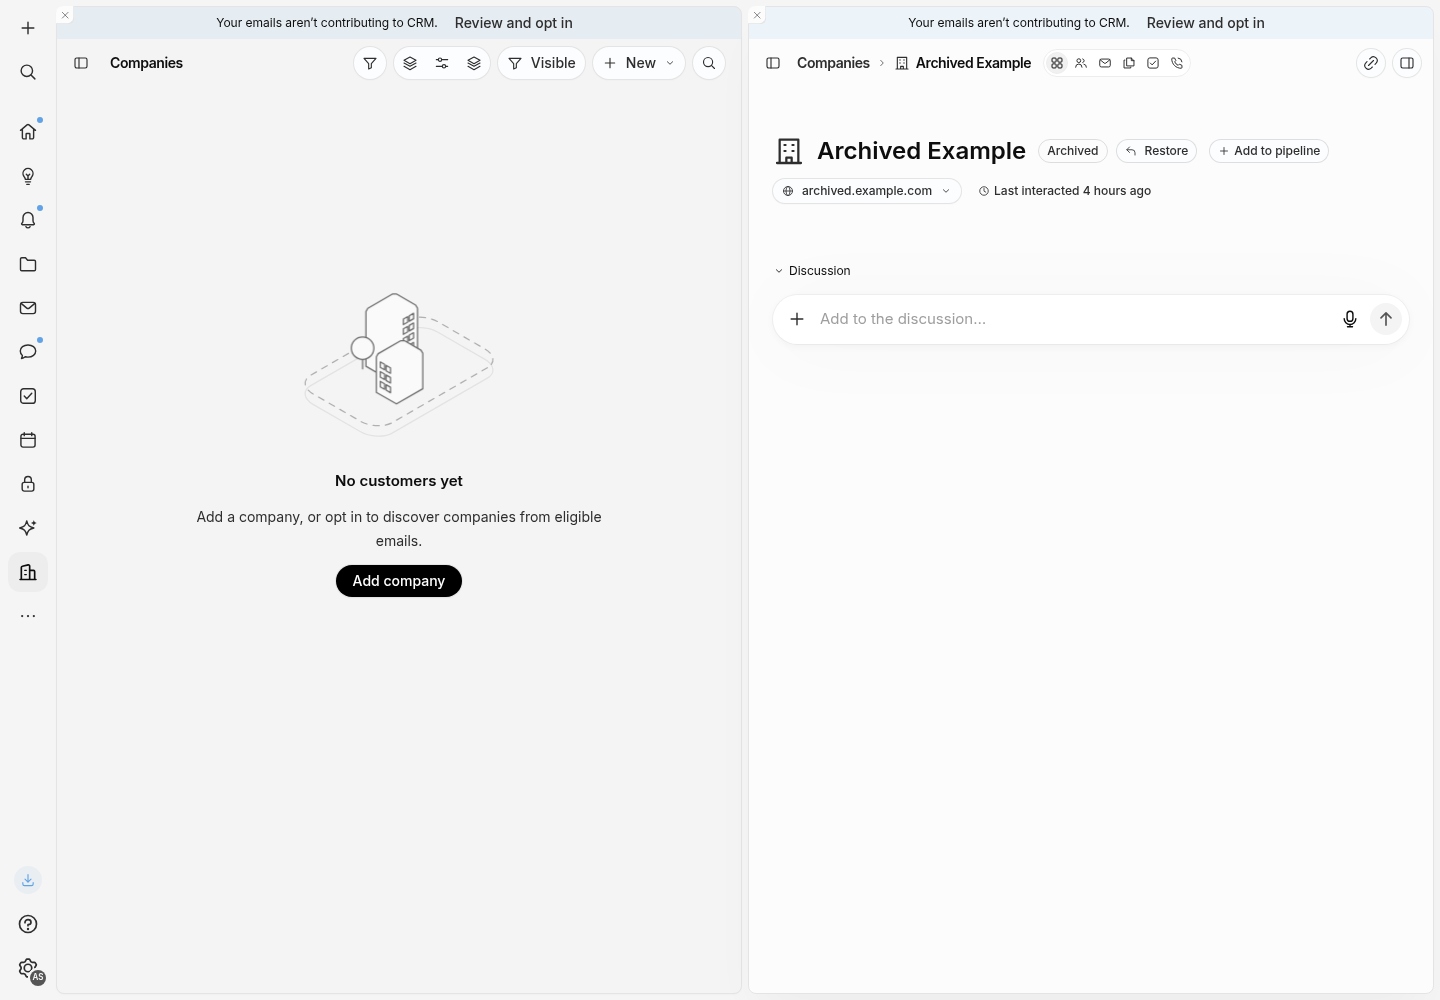 Your emails aren’t contributing to CRM. Review and opt in
Companies
Visible
New
No customers yet
Add a company, or opt in to discover companies from eligible
emails.
Add company
AS
Your emails aren’t contributing to CRM. Review and opt in
Companies › Archived Example
Archived Example Archived Restore Add to pipeline
archived.example.com Last interacted 4 hours ago
Discussion
Add to the discussion...